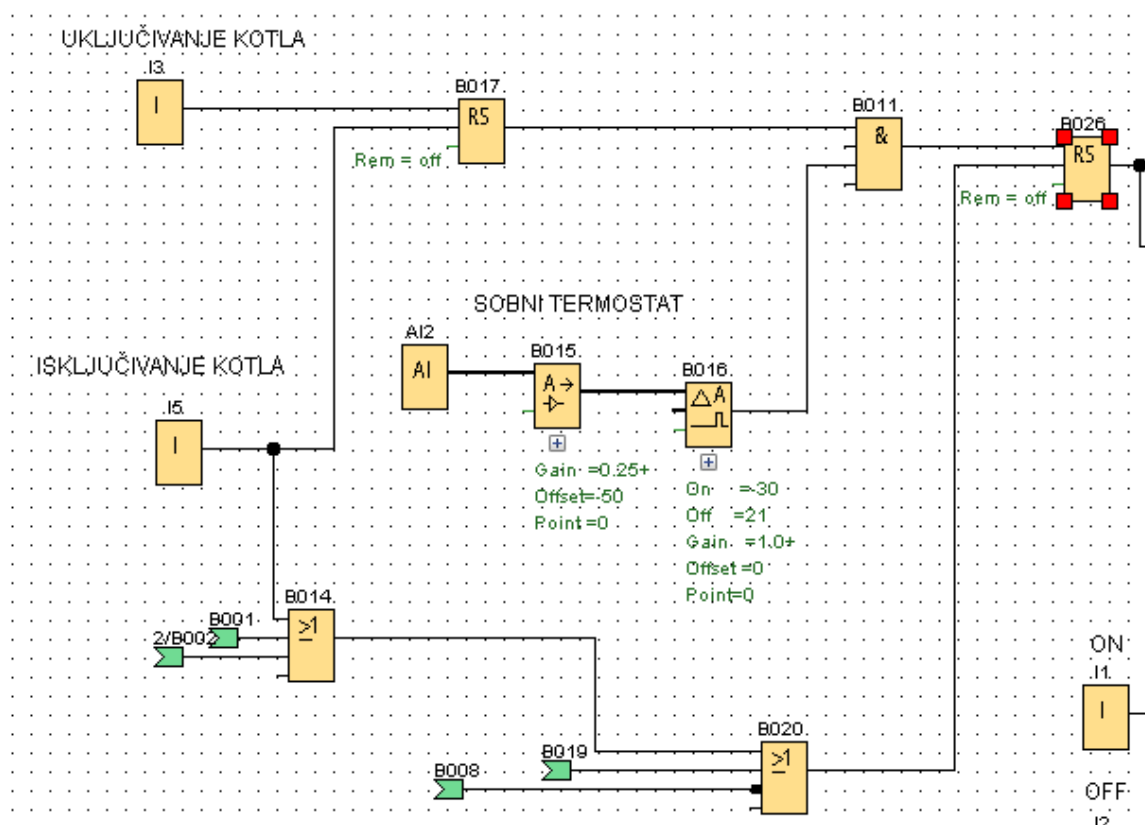 UKLJUČIVANJE KOTLA
I3
I
B017
RS
Rem = off
B011
&
B026
RS
Rem = off
SOBNI TERMOSTAT
AI2
AI
B015
A→
B016
△A
ISKLJUČIVANJE KOTLA
I5
I
Gain =0.25+
Offset=-50
Point=0
On =-30
Off =21
Gain =1.0+
Offset=0
Point=0
B014
≥1
B001
2/B002
ON
I1
I
B020
≥1
B019
B008
OFF
I2